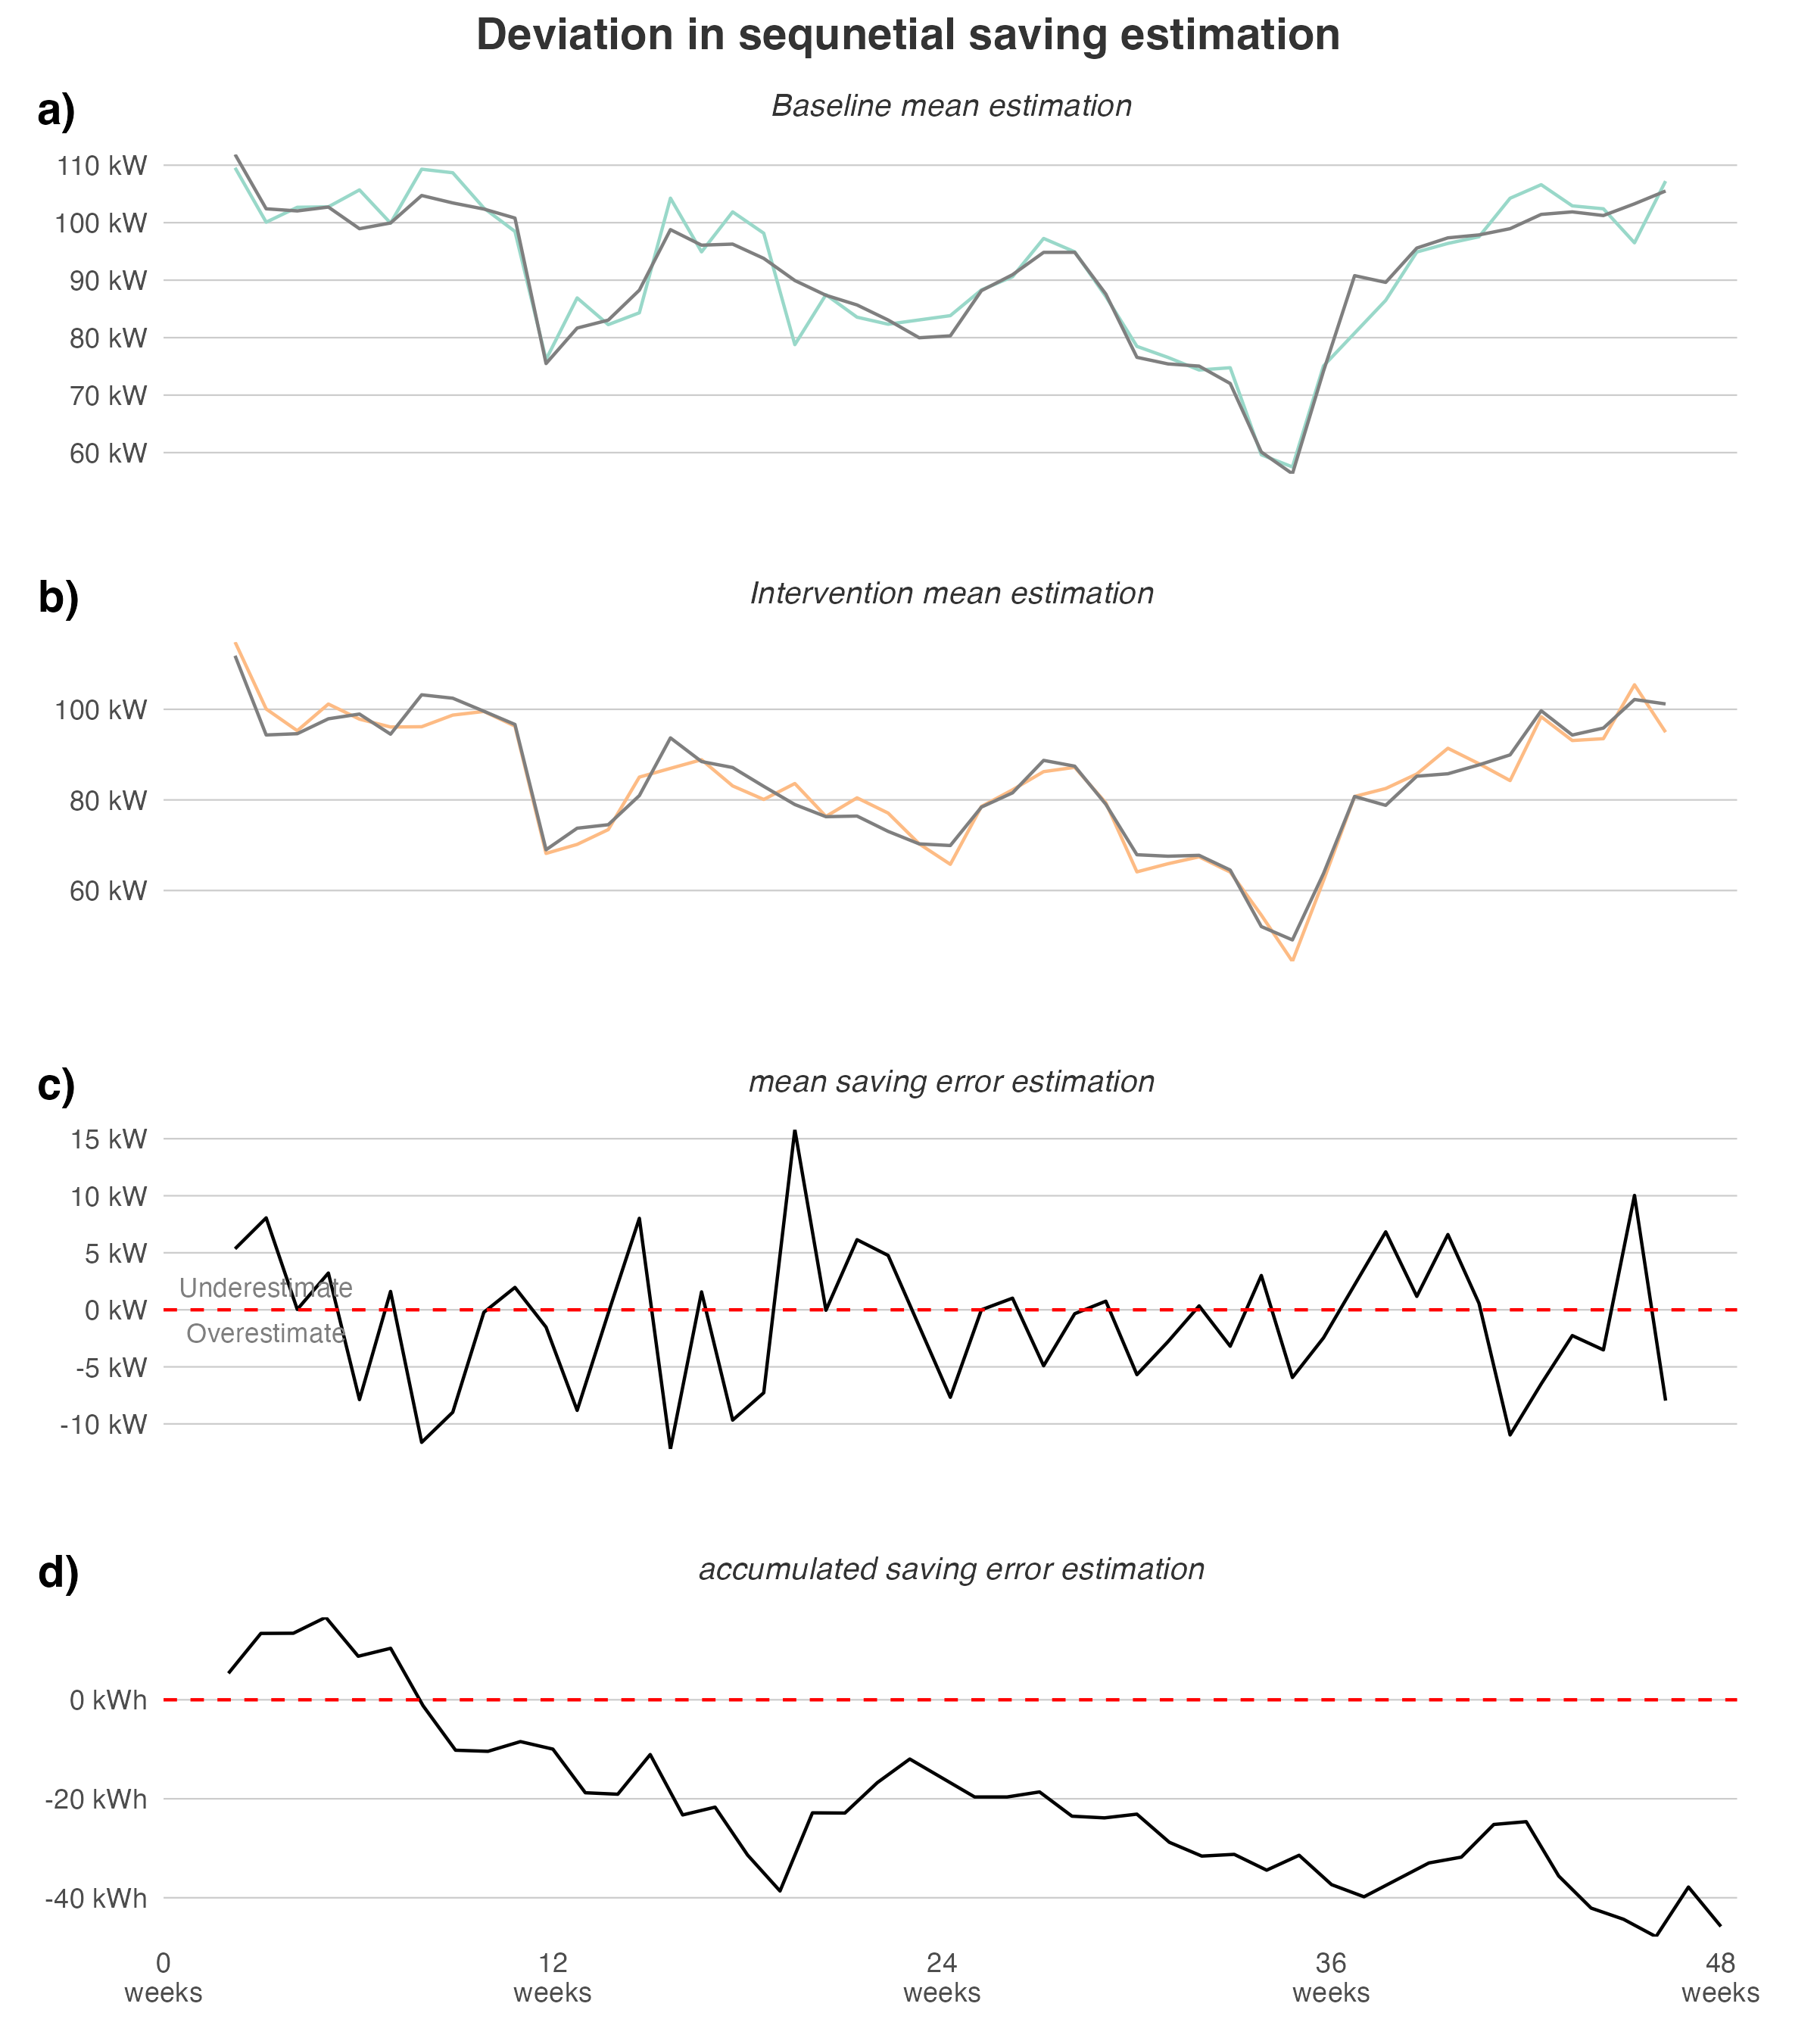 Deviation in sequnetial saving estimation
a)
Baseline mean estimation
110 kW
100 kW
90 kW
80 kW
70 kW
60 kW
b)
Intervention mean estimation
100 kW
80 kW
60 kW
c)
mean saving error estimation
15 kW
10 kW
5 kW
Underestimate
0 kW
Overestimate
-5 kW
-10 kW
d)
accumulated saving error estimation
0 kWh
-20 kWh
-40 kWh
0 12 24 36 48
weeks weeks weeks weeks weeks